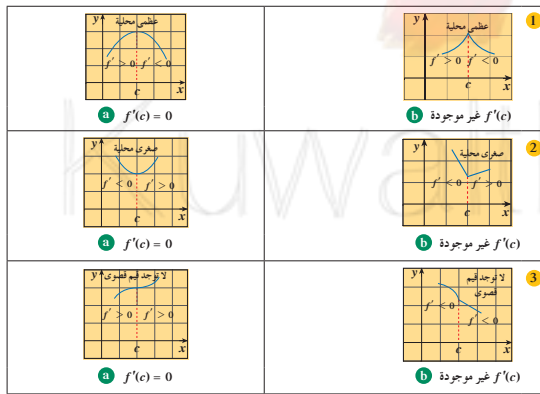 1
y
عظمى محلية
f′ > 0
f′ < 0
c
x
a f′(c) = 0
y
عظمى محلية
f′ > 0
f′ < 0
c
x
b f′(c) غير موجودة
2
y
صغرى محلية
f′ < 0
f′ > 0
c
x
a f′(c) = 0
y
صغرى محلية
f′ < 0
f′ > 0
c
x
b f′(c) غير موجودة
3
y
لا توجد قيم قصوى
f′ > 0
f′ > 0
c
x
a f′(c) = 0
y
لا توجد قيم
قصوى
f′ < 0
f′ < 0
c
x
b f′(c) غير موجودة